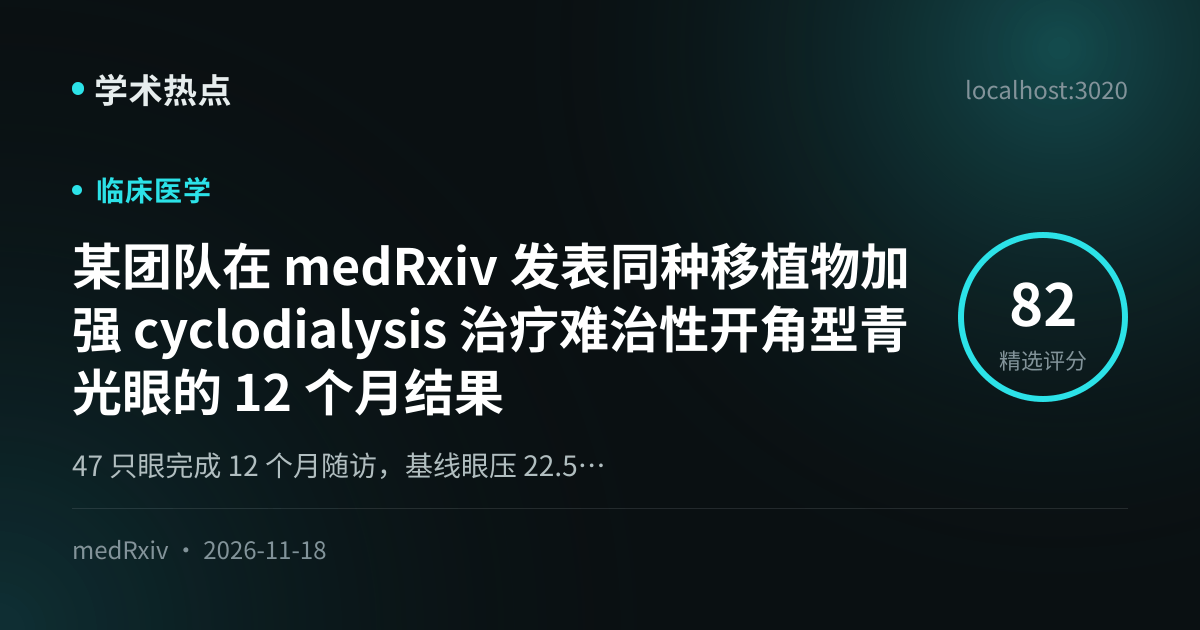 学术热点
localhost:3020
临床医学
某团队在 medRxiv 发表同种移植物加
强 cyclodialysis 治疗难治性开角型青
光眼的 12 个月结果
82
精选评分
47 只眼完成 12 个月随访，基线眼压 22.5…
medRxiv · 2026-11-18